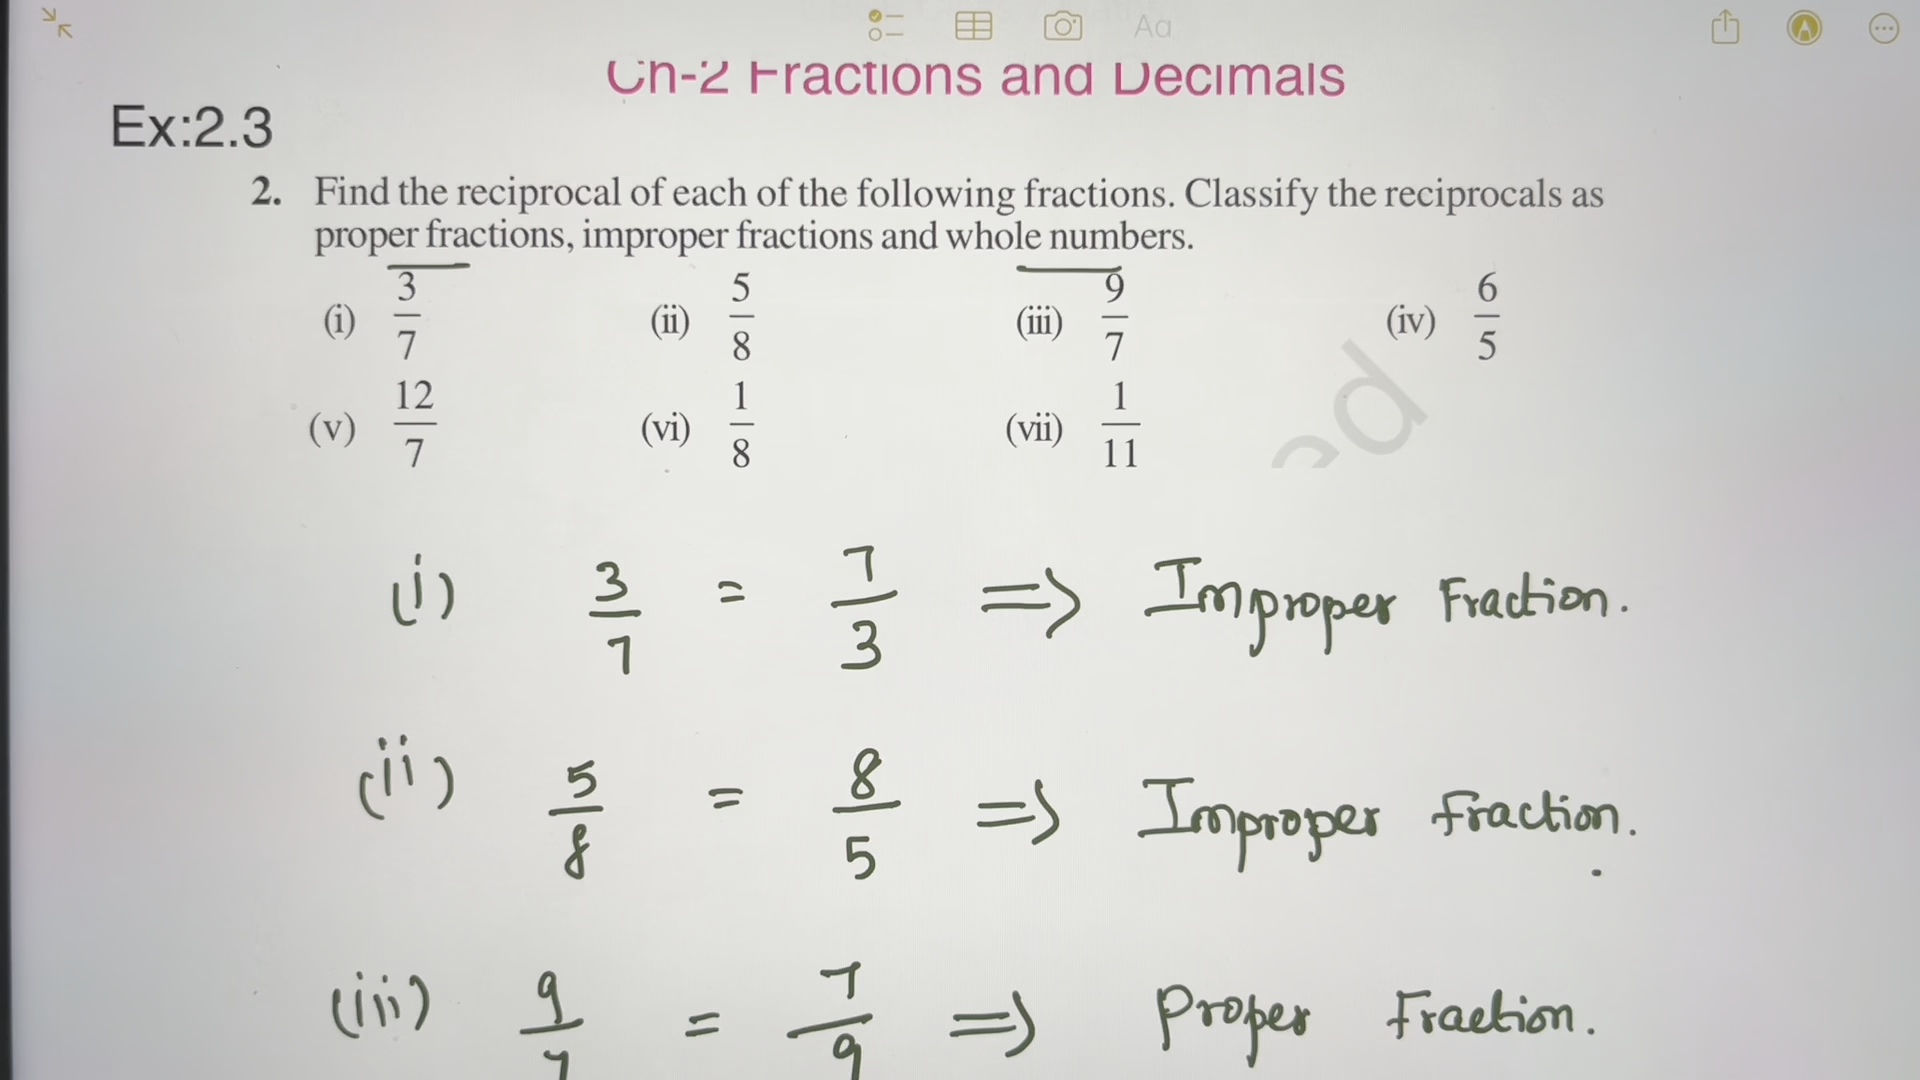 Aa
Ch-2 Fractions and Decimals
Ex:2.3
2. Find the reciprocal of each of the following fractions. Classify the reciprocals as
proper fractions, improper fractions and whole numbers.
(i) 3/7 (ii) 5/8 (iii) 9/7 (iv) 6/5
(v) 12/7 (vi) 1/8 (vii) 1/11
(i) 3/7 = 7/3 => Improper Fraction.
(ii) 5/8 = 8/5 => Improper fraction.
(iii) 9/7 = 7/9 => Proper Fraction.